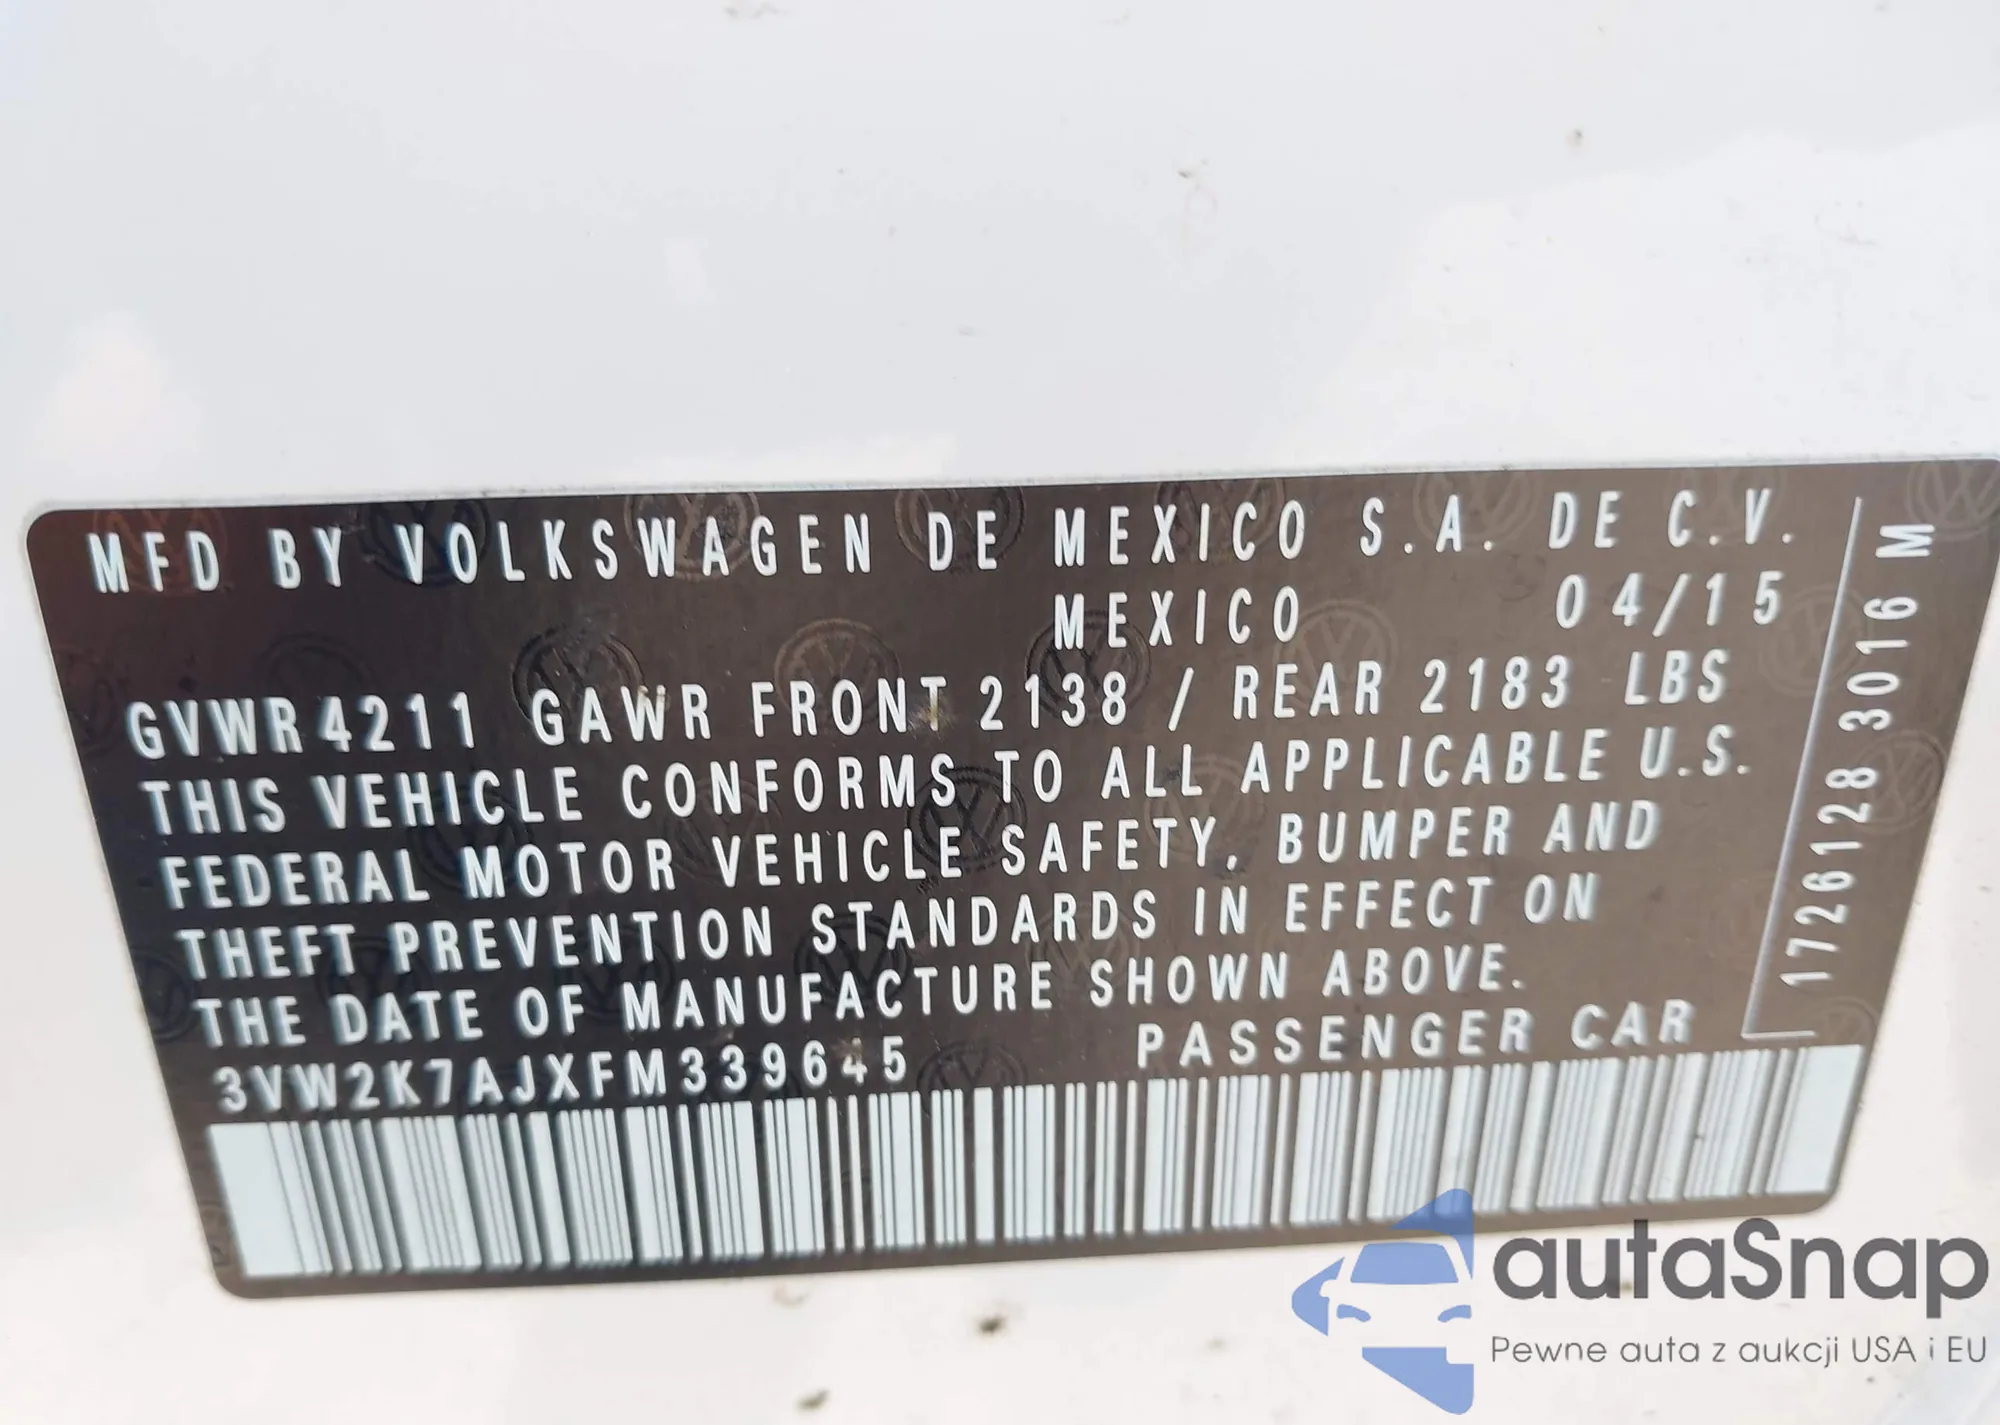 MFD BY VOLKSWAGEN DE MEXICO S.A. DE C.V.
MEXICO 04/15
GVWR 4211 GAWR FRONT 2138 / REAR 2183 LBS
THIS VEHICLE CONFORMS TO ALL APPLICABLE U.S.
FEDERAL MOTOR VEHICLE SAFETY, BUMPER AND
THEFT PREVENTION STANDARDS IN EFFECT ON
THE DATE OF MANUFACTURE SHOWN ABOVE.
3VW2K7AJXFM339645 PASSENGER CAR
1726128 3016 M
autaSnap
Pewne auta z aukcji USA i EU